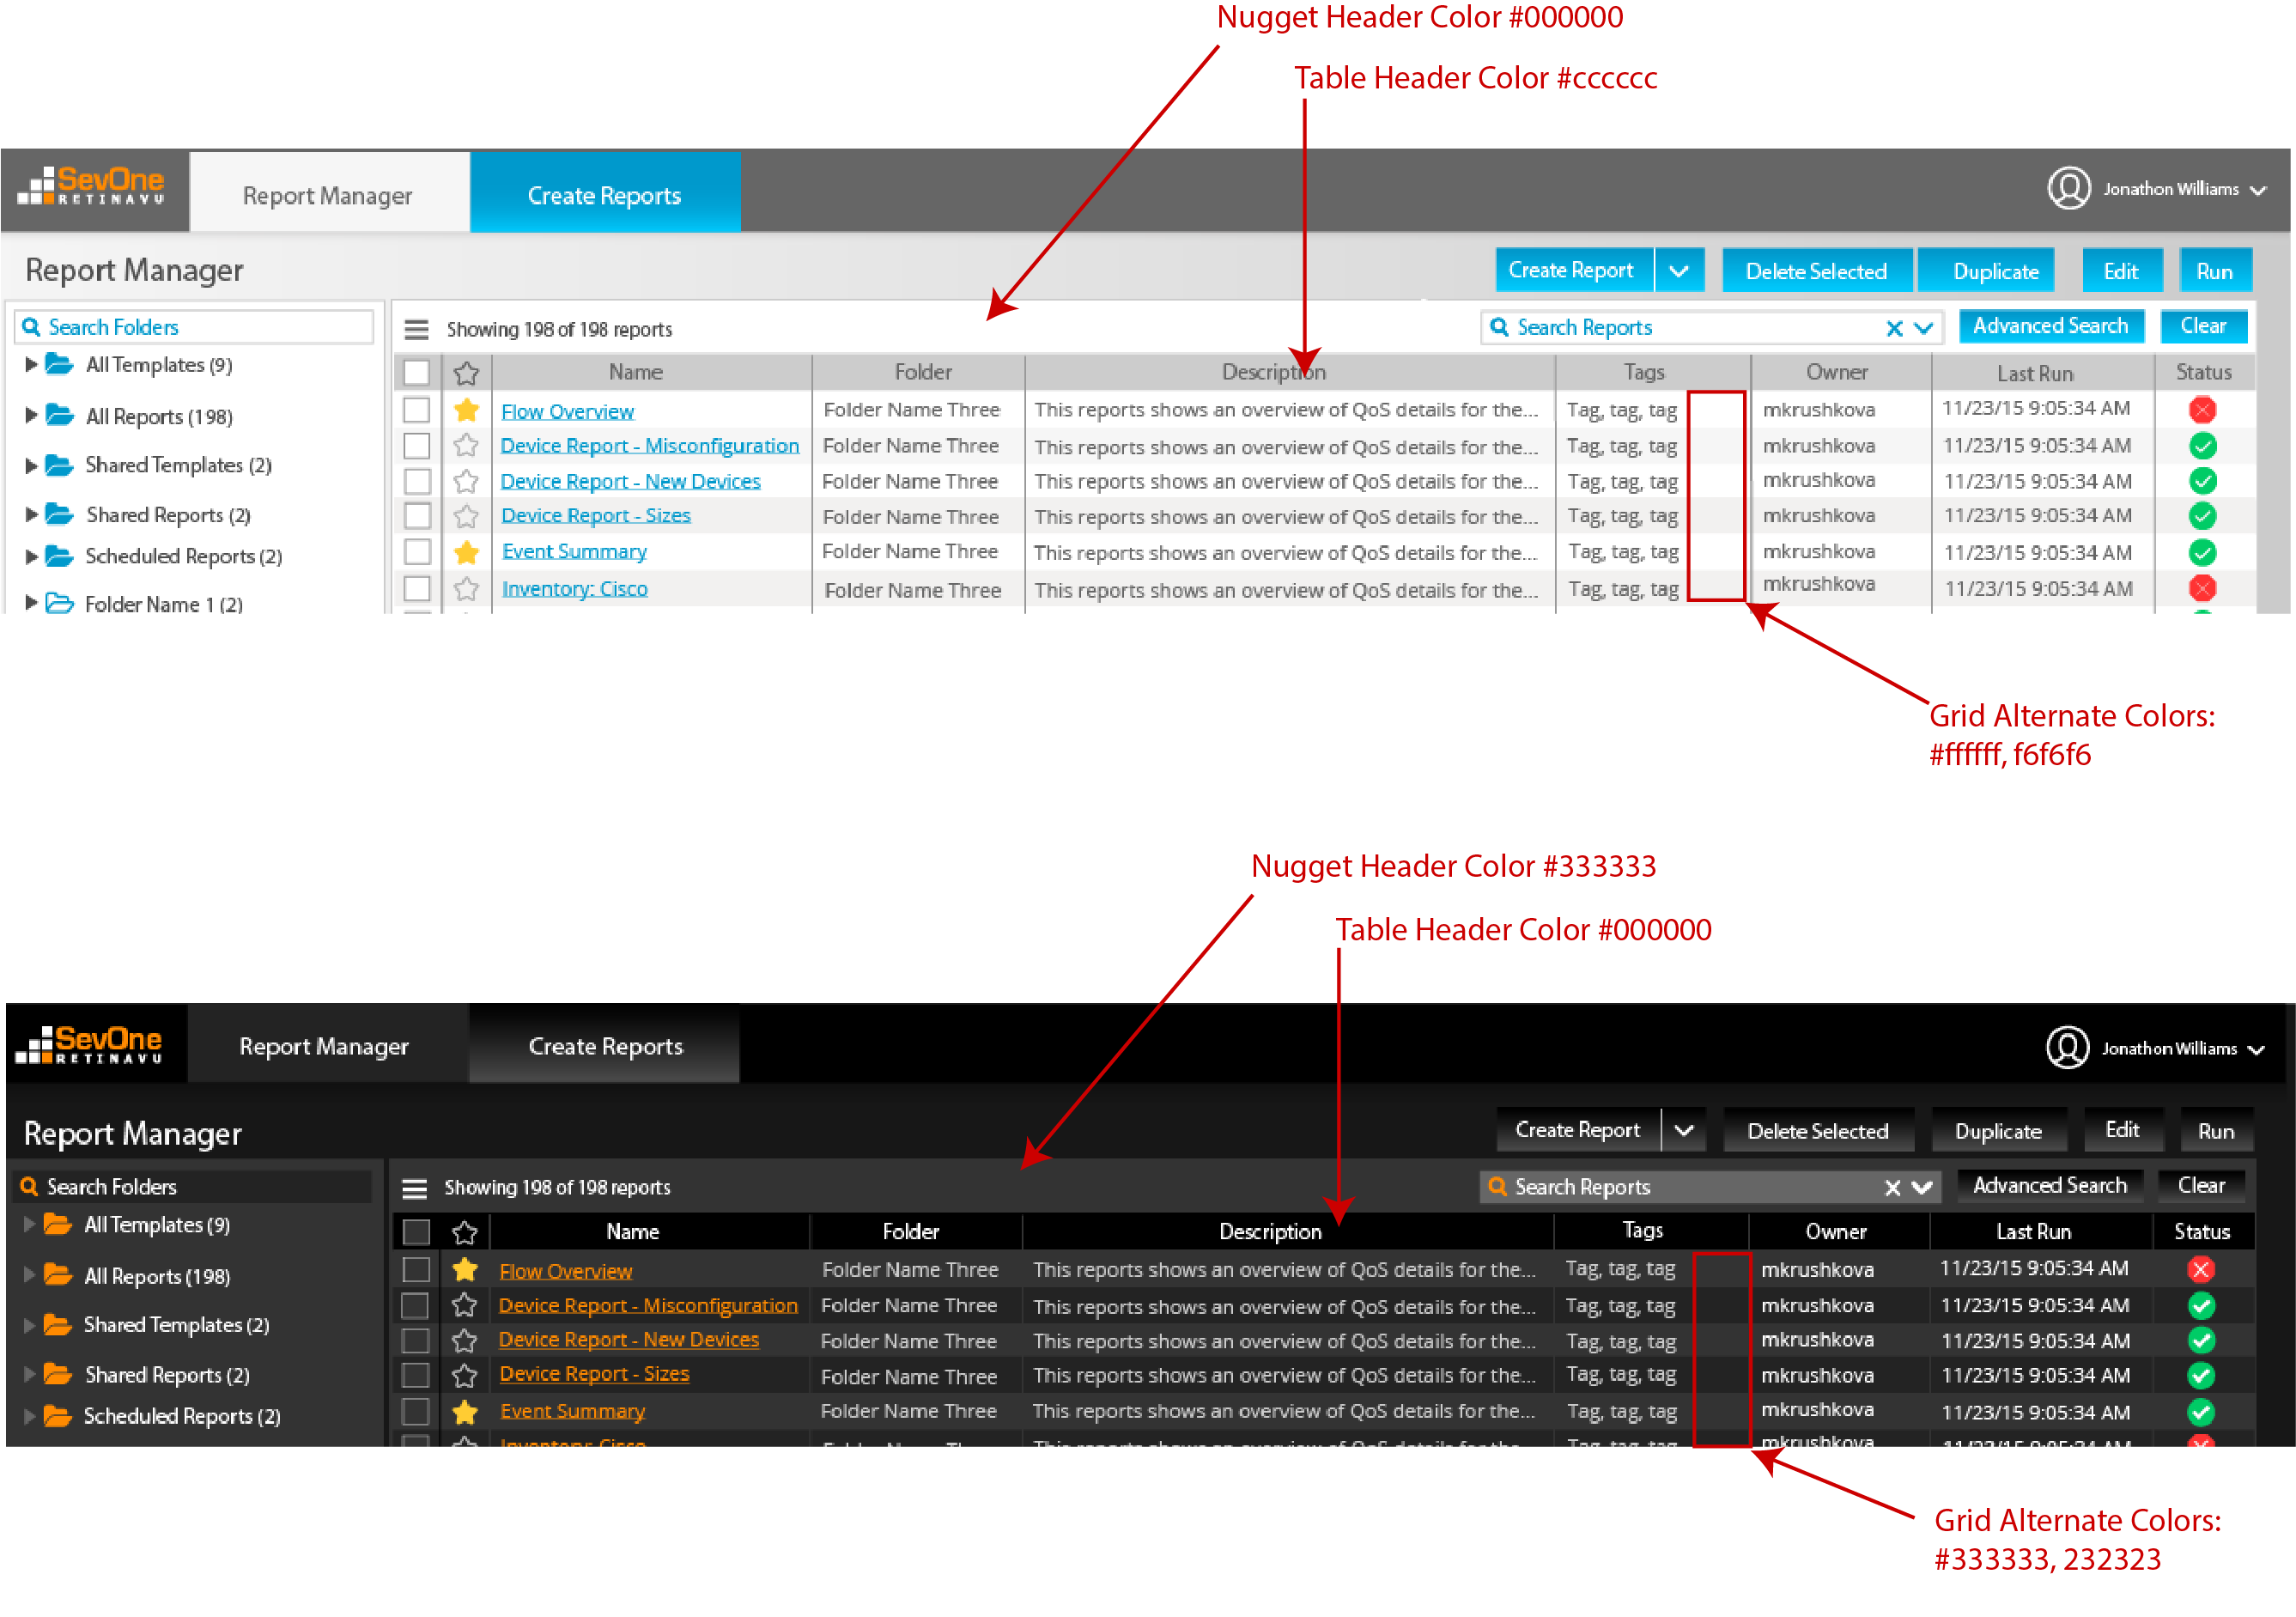 Nugget Header Color #000000
Table Header Color #cccccc
SevOne
RETINAVU
Report Manager
Create Reports
Jonathon Williams
Report Manager
Create Report
Delete Selected
Duplicate
Edit
Run
Search Folders
Showing 198 of 198 reports
Search Reports
Advanced Search
Clear
All Templates (9)
All Reports (198)
Shared Templates (2)
Shared Reports (2)
Scheduled Reports (2)
Folder Name 1 (2)
Name Folder Description Tags Owner Last Run Status
Flow Overview Folder Name Three This reports shows an overview of QoS details for the... Tag, tag, tag mkrushkova 11/23/15 9:05:34 AM
Device Report - Misconfiguration Folder Name Three This reports shows an overview of QoS details for the... Tag, tag, tag mkrushkova 11/23/15 9:05:34 AM
Device Report - New Devices Folder Name Three This reports shows an overview of QoS details for the... Tag, tag, tag mkrushkova 11/23/15 9:05:34 AM
Device Report - Sizes Folder Name Three This reports shows an overview of QoS details for the... Tag, tag, tag mkrushkova 11/23/15 9:05:34 AM
Event Summary Folder Name Three This reports shows an overview of QoS details for the... Tag, tag, tag mkrushkova 11/23/15 9:05:34 AM
Inventory: Cisco Folder Name Three This reports shows an overview of QoS details for the... Tag, tag, tag mkrushkova 11/23/15 9:05:34 AM
Grid Alternate Colors:
#ffffff, f6f6f6
Nugget Header Color #333333
Table Header Color #000000
SevOne
RETINAVU
Report Manager
Create Reports
Jonathon Williams
Report Manager
Create Report
Delete Selected
Duplicate
Edit
Run
Search Folders
Showing 198 of 198 reports
Search Reports
Advanced Search
Clear
All Templates (9)
All Reports (198)
Shared Templates (2)
Shared Reports (2)
Scheduled Reports (2)
Name Folder Description Tags Owner Last Run Status
Flow Overview Folder Name Three This reports shows an overview of QoS details for the... Tag, tag, tag mkrushkova 11/23/15 9:05:34 AM
Device Report - Misconfiguration Folder Name Three This reports shows an overview of QoS details for the... Tag, tag, tag mkrushkova 11/23/15 9:05:34 AM
Device Report - New Devices Folder Name Three This reports shows an overview of QoS details for the... Tag, tag, tag mkrushkova 11/23/15 9:05:34 AM
Device Report - Sizes Folder Name Three This reports shows an overview of QoS details for the... Tag, tag, tag mkrushkova 11/23/15 9:05:34 AM
Event Summary Folder Name Three This reports shows an overview of QoS details for the... Tag, tag, tag mkrushkova 11/23/15 9:05:34 AM
mkrushkova
Grid Alternate Colors:
#333333, 232323